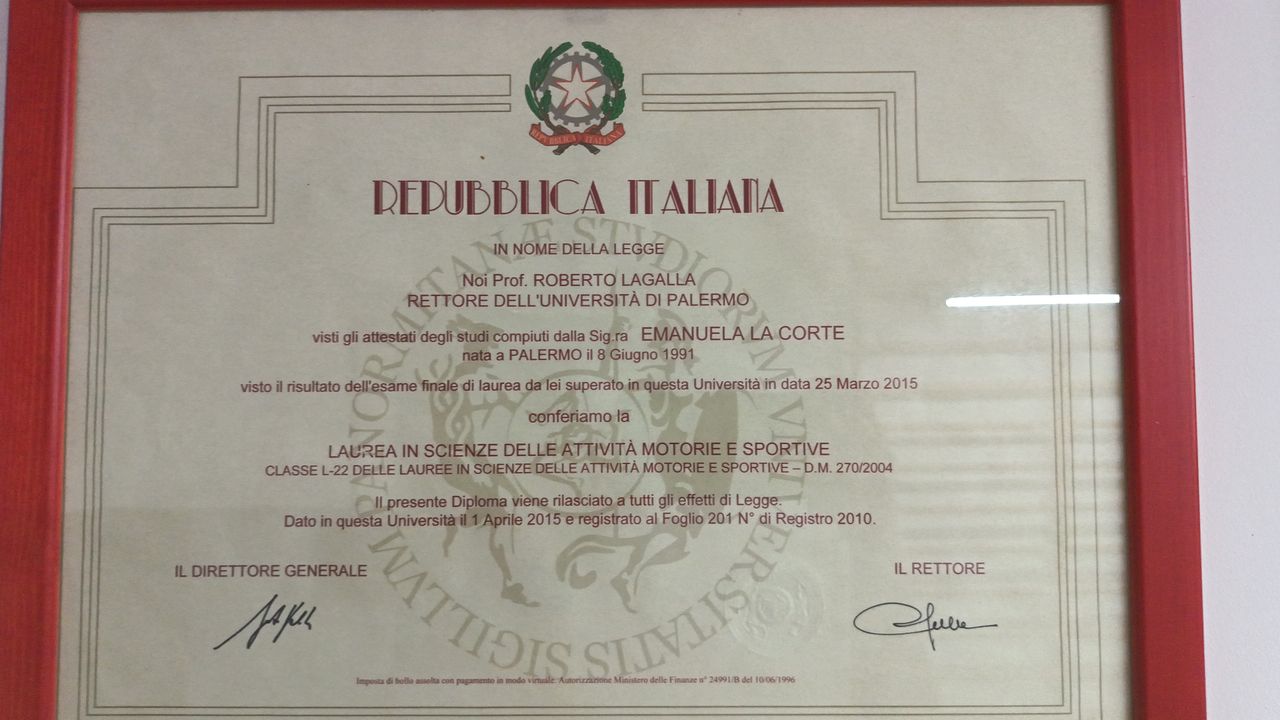 REPUBBLICA ITALIANA
REPUBBLICA ITALIANA
IN NOME DELLA LEGGE
Noi Prof. ROBERTO LAGALLA
RETTORE DELL'UNIVERSITÀ DI PALERMO
visti gli attestati degli studi compiuti dalla Sig.ra EMANUELA LA CORTE
nata a PALERMO il 8 Giugno 1991
visto il risultato dell'esame finale di laurea da lei superato in questa Università in data 25 Marzo 2015
conferiamo la
LAUREA IN SCIENZE DELLE ATTIVITÀ MOTORIE E SPORTIVE
CLASSE L-22 DELLE LAUREE IN SCIENZE DELLE ATTIVITÀ MOTORIE E SPORTIVE – D.M. 270/2004
Il presente Diploma viene rilasciato a tutti gli effetti di Legge.
Dato in questa Università il 1 Aprile 2015 e registrato al Foglio 201 N° di Registro 2010.
IL DIRETTORE GENERALE
IL RETTORE
SIGILLVM PANORMITANÆ STVDIORVM VNIVERSITATIS
Imposta di bollo assolta con pagamento in modo virtuale. Autorizzazione Ministero delle Finanze n° 24991/B del 10/06/1996